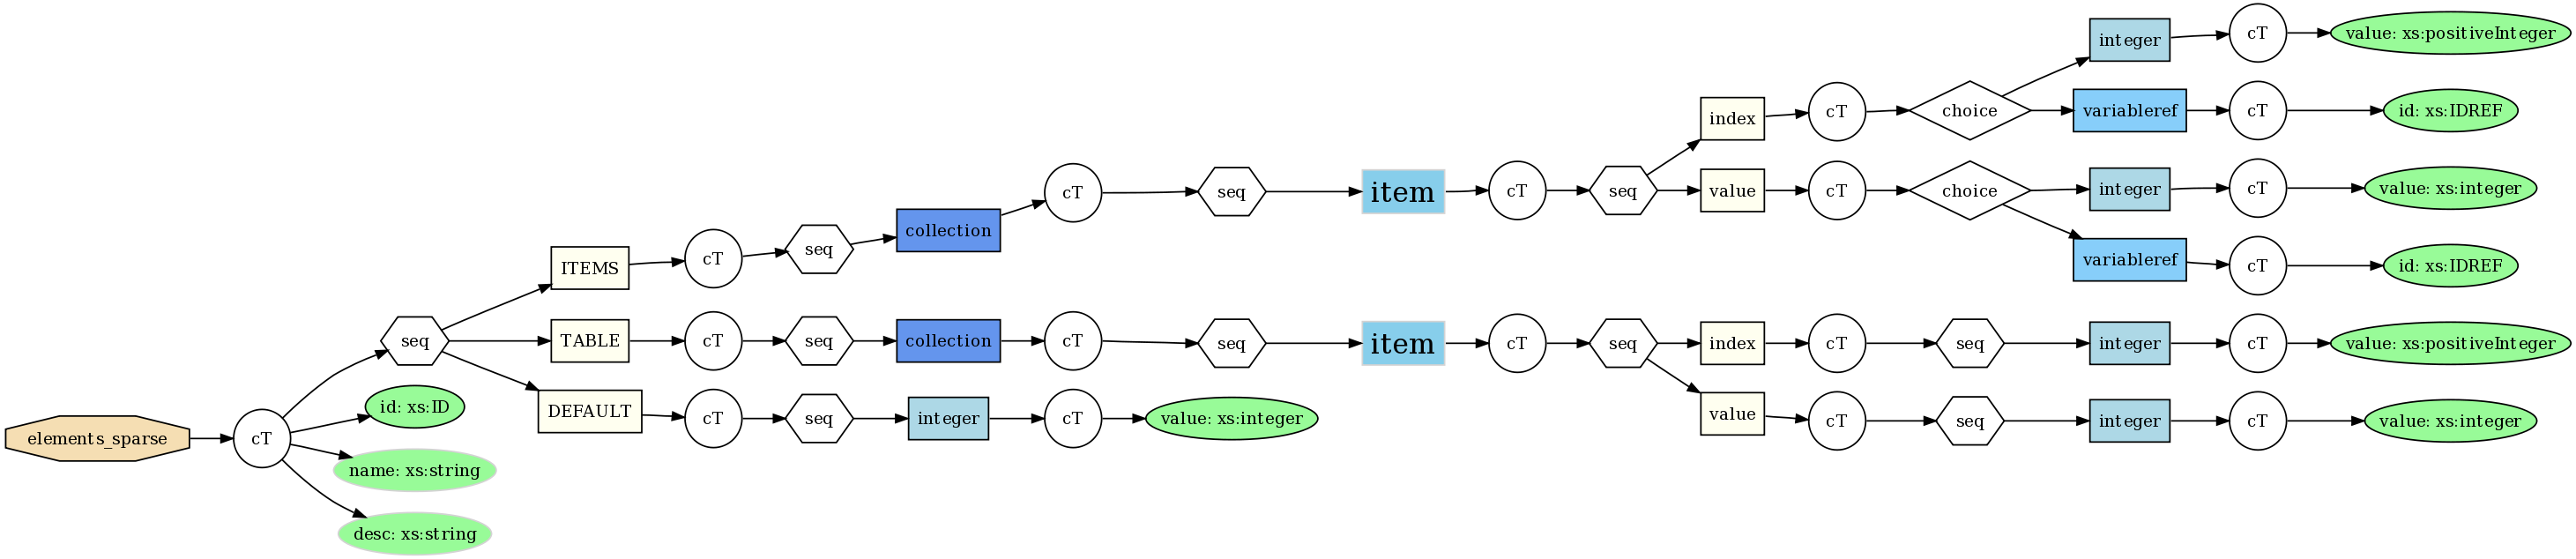 elements_sparse
cT
seq
id: xs:ID
name: xs:string
desc: xs:string
ITEMS
cT
seq
collection
cT
seq
item
cT
seq
index
cT
choice
integer
cT
value: xs:positiveInteger
variableref
cT
id: xs:IDREF
value
cT
choice
integer
cT
value: xs:integer
variableref
cT
id: xs:IDREF
TABLE
cT
seq
collection
cT
seq
item
cT
seq
index
cT
seq
integer
cT
value: xs:positiveInteger
value
cT
seq
integer
cT
value: xs:integer
DEFAULT
cT
seq
integer
cT
value: xs:integer